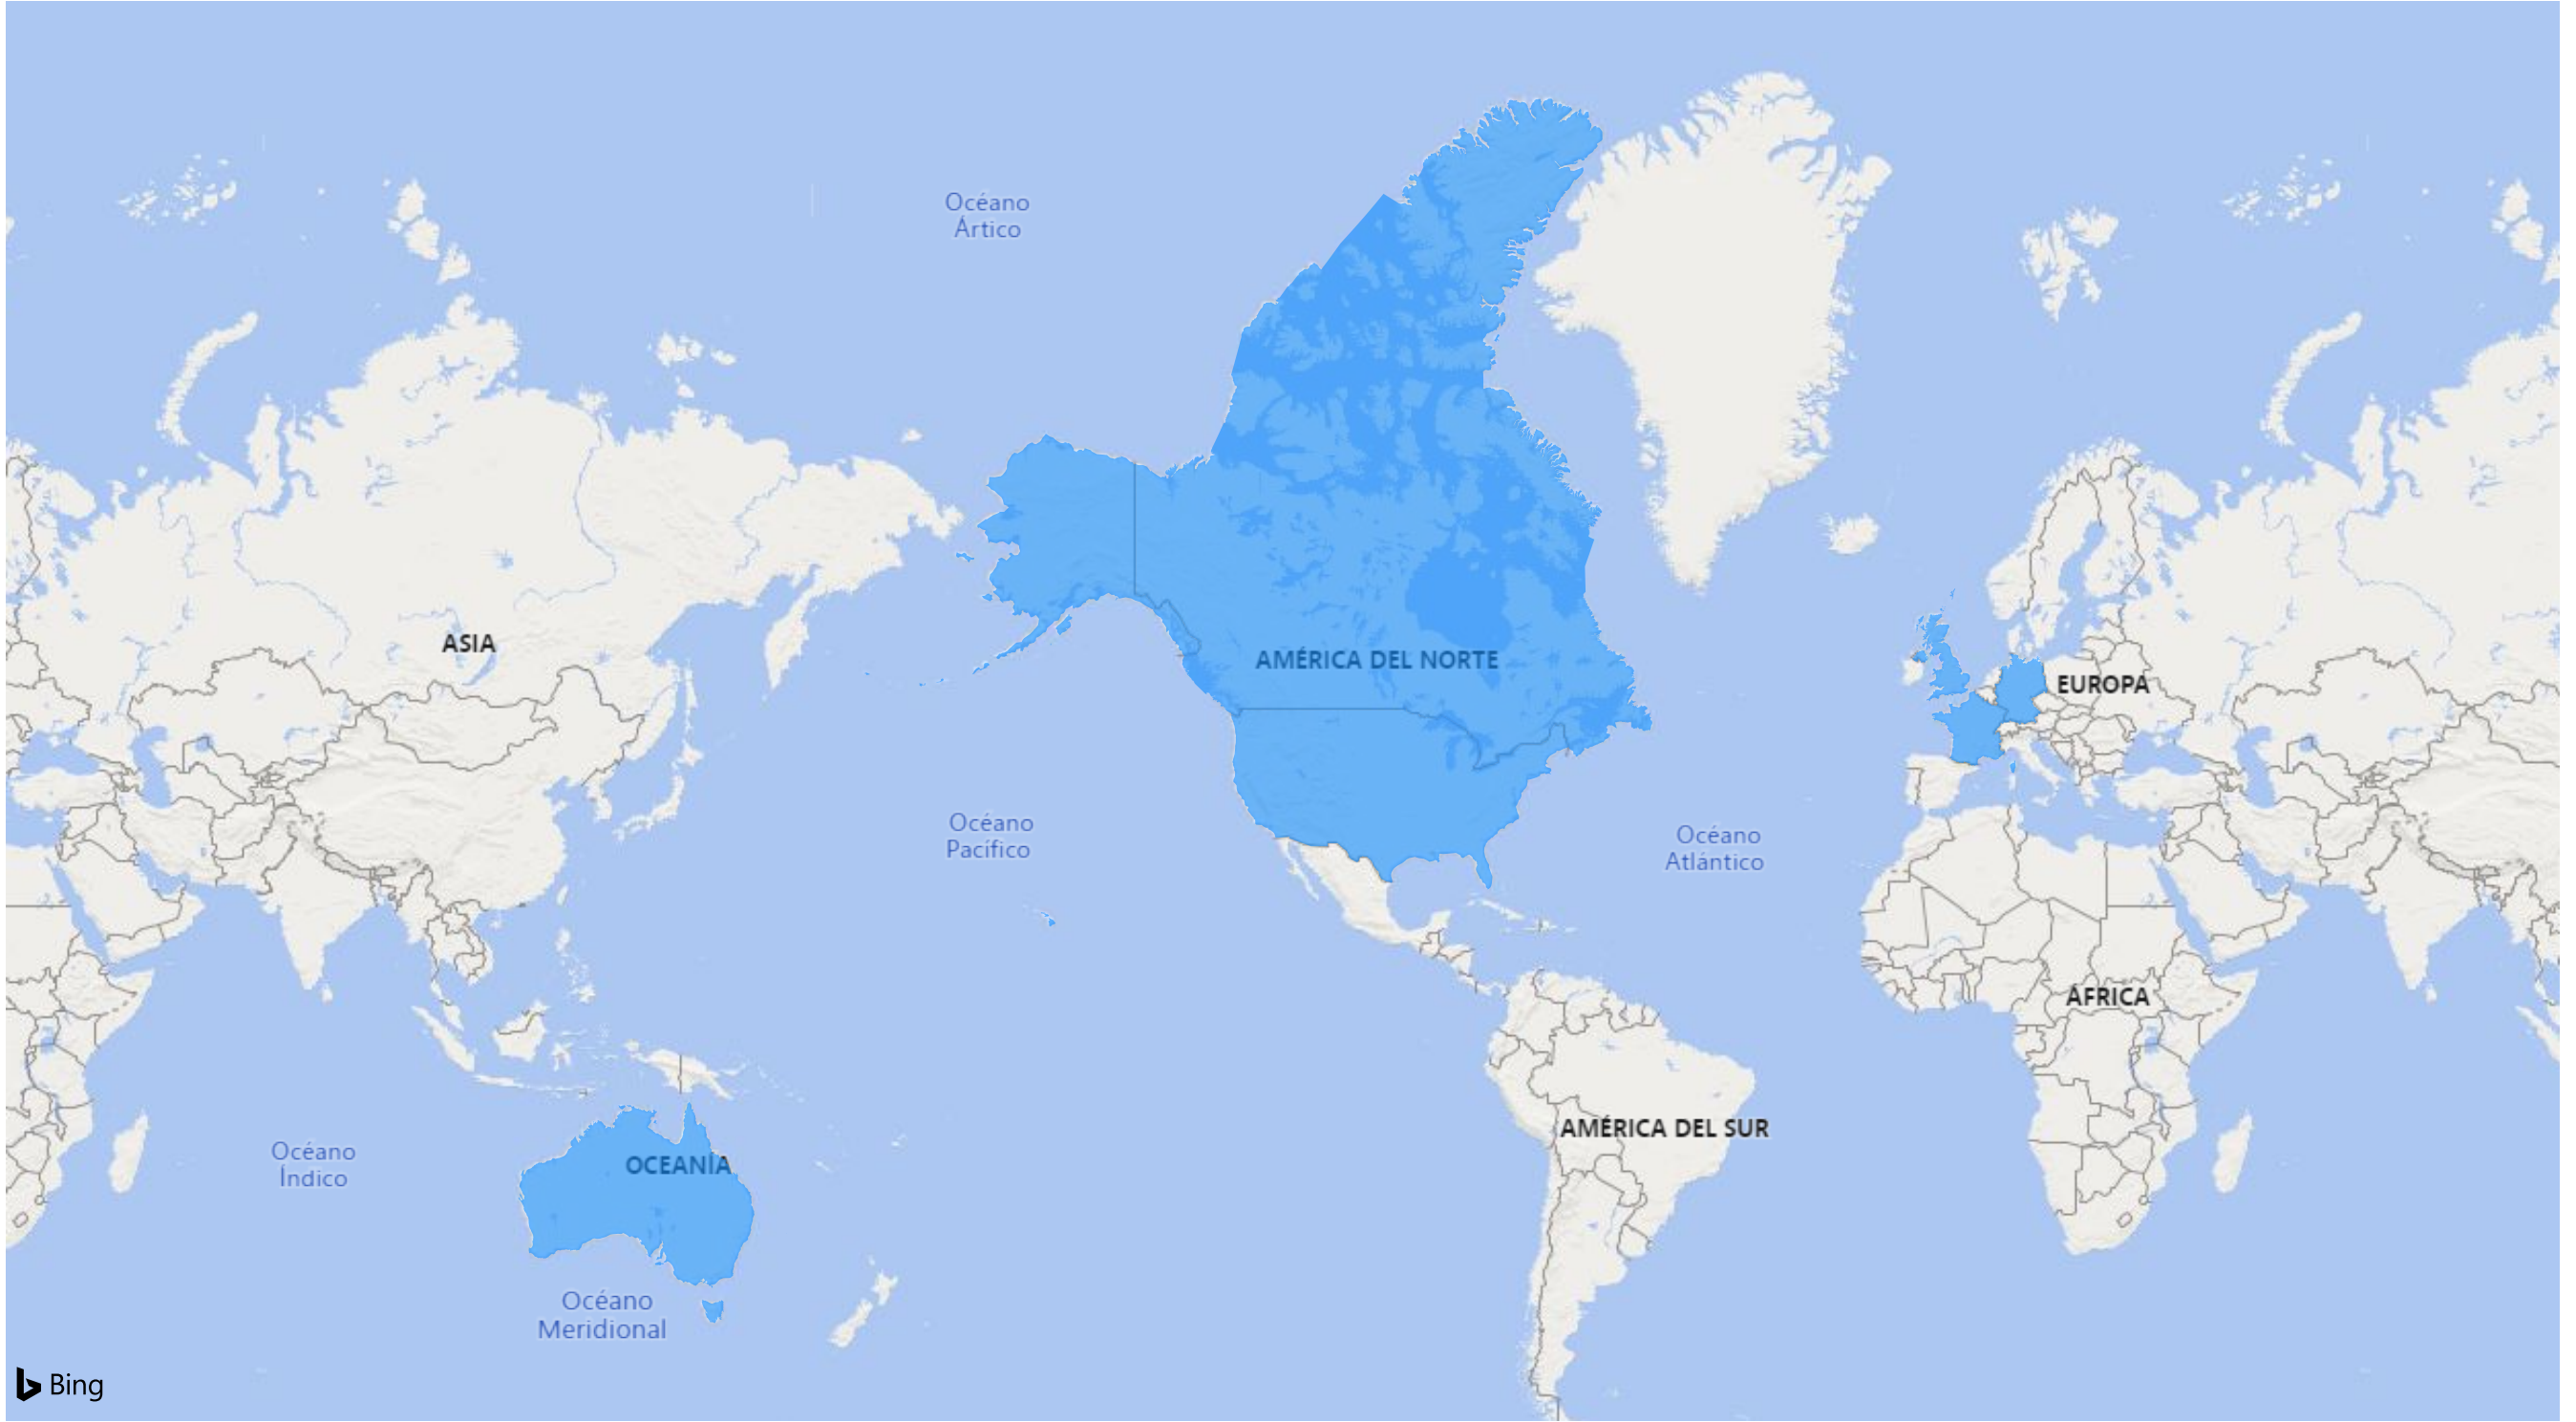 Océano
Ártico
ASIA
AMÉRICA DEL NORTE
EUROPA
Océano
Pacífico
Océano
Atlántico
ÁFRICA
AMÉRICA DEL SUR
Océano
Índico
OCEANÍA
Océano
Meridional
Bing